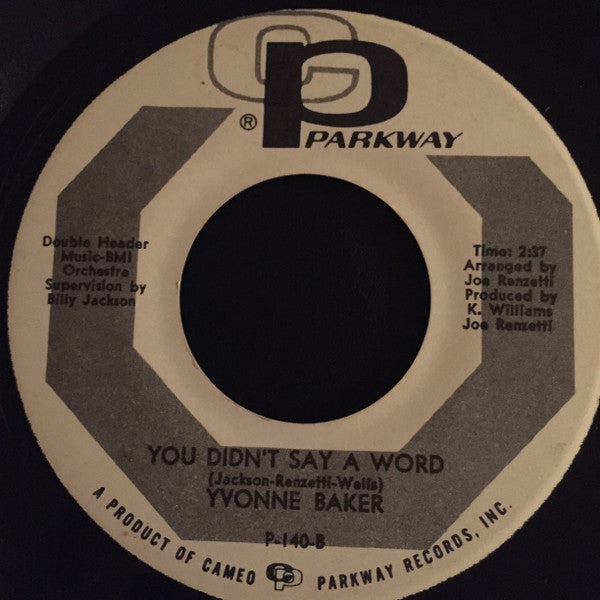 CP
® PARKWAY
Double Header
Music-BMI
Orchestra
Supervision by
Billy Jackson
Time: 2:37
Arranged by
Joe Renzetti
Produced by
K. Williams
Joe Renzetti
YOU DIDN'T SAY A WORD
(Jackson-Renzetti-Wells)
YVONNE BAKER
P-140-B
A PRODUCT OF CAMEO CP PARKWAY RECORDS, INC.